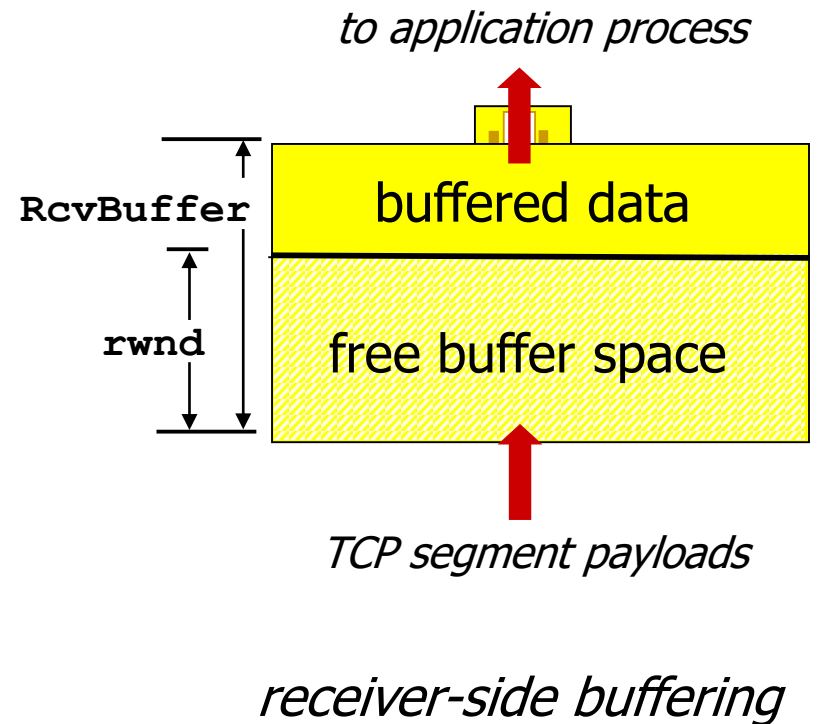 to application process
RcvBuffer
buffered data
rwnd
free buffer space
TCP segment payloads
receiver-side buffering